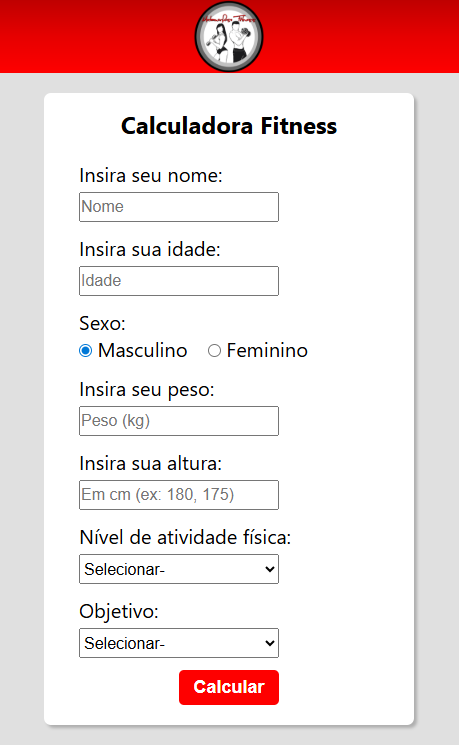 Calculadora Fitness
Insira seu nome:
Nome
Insira sua idade:
Idade
Sexo:
Masculino Feminino
Insira seu peso:
Peso (kg)
Insira sua altura:
Em cm (ex: 180, 175)
Nível de atividade física:
Selecionar-
Objetivo:
Selecionar-
Calcular